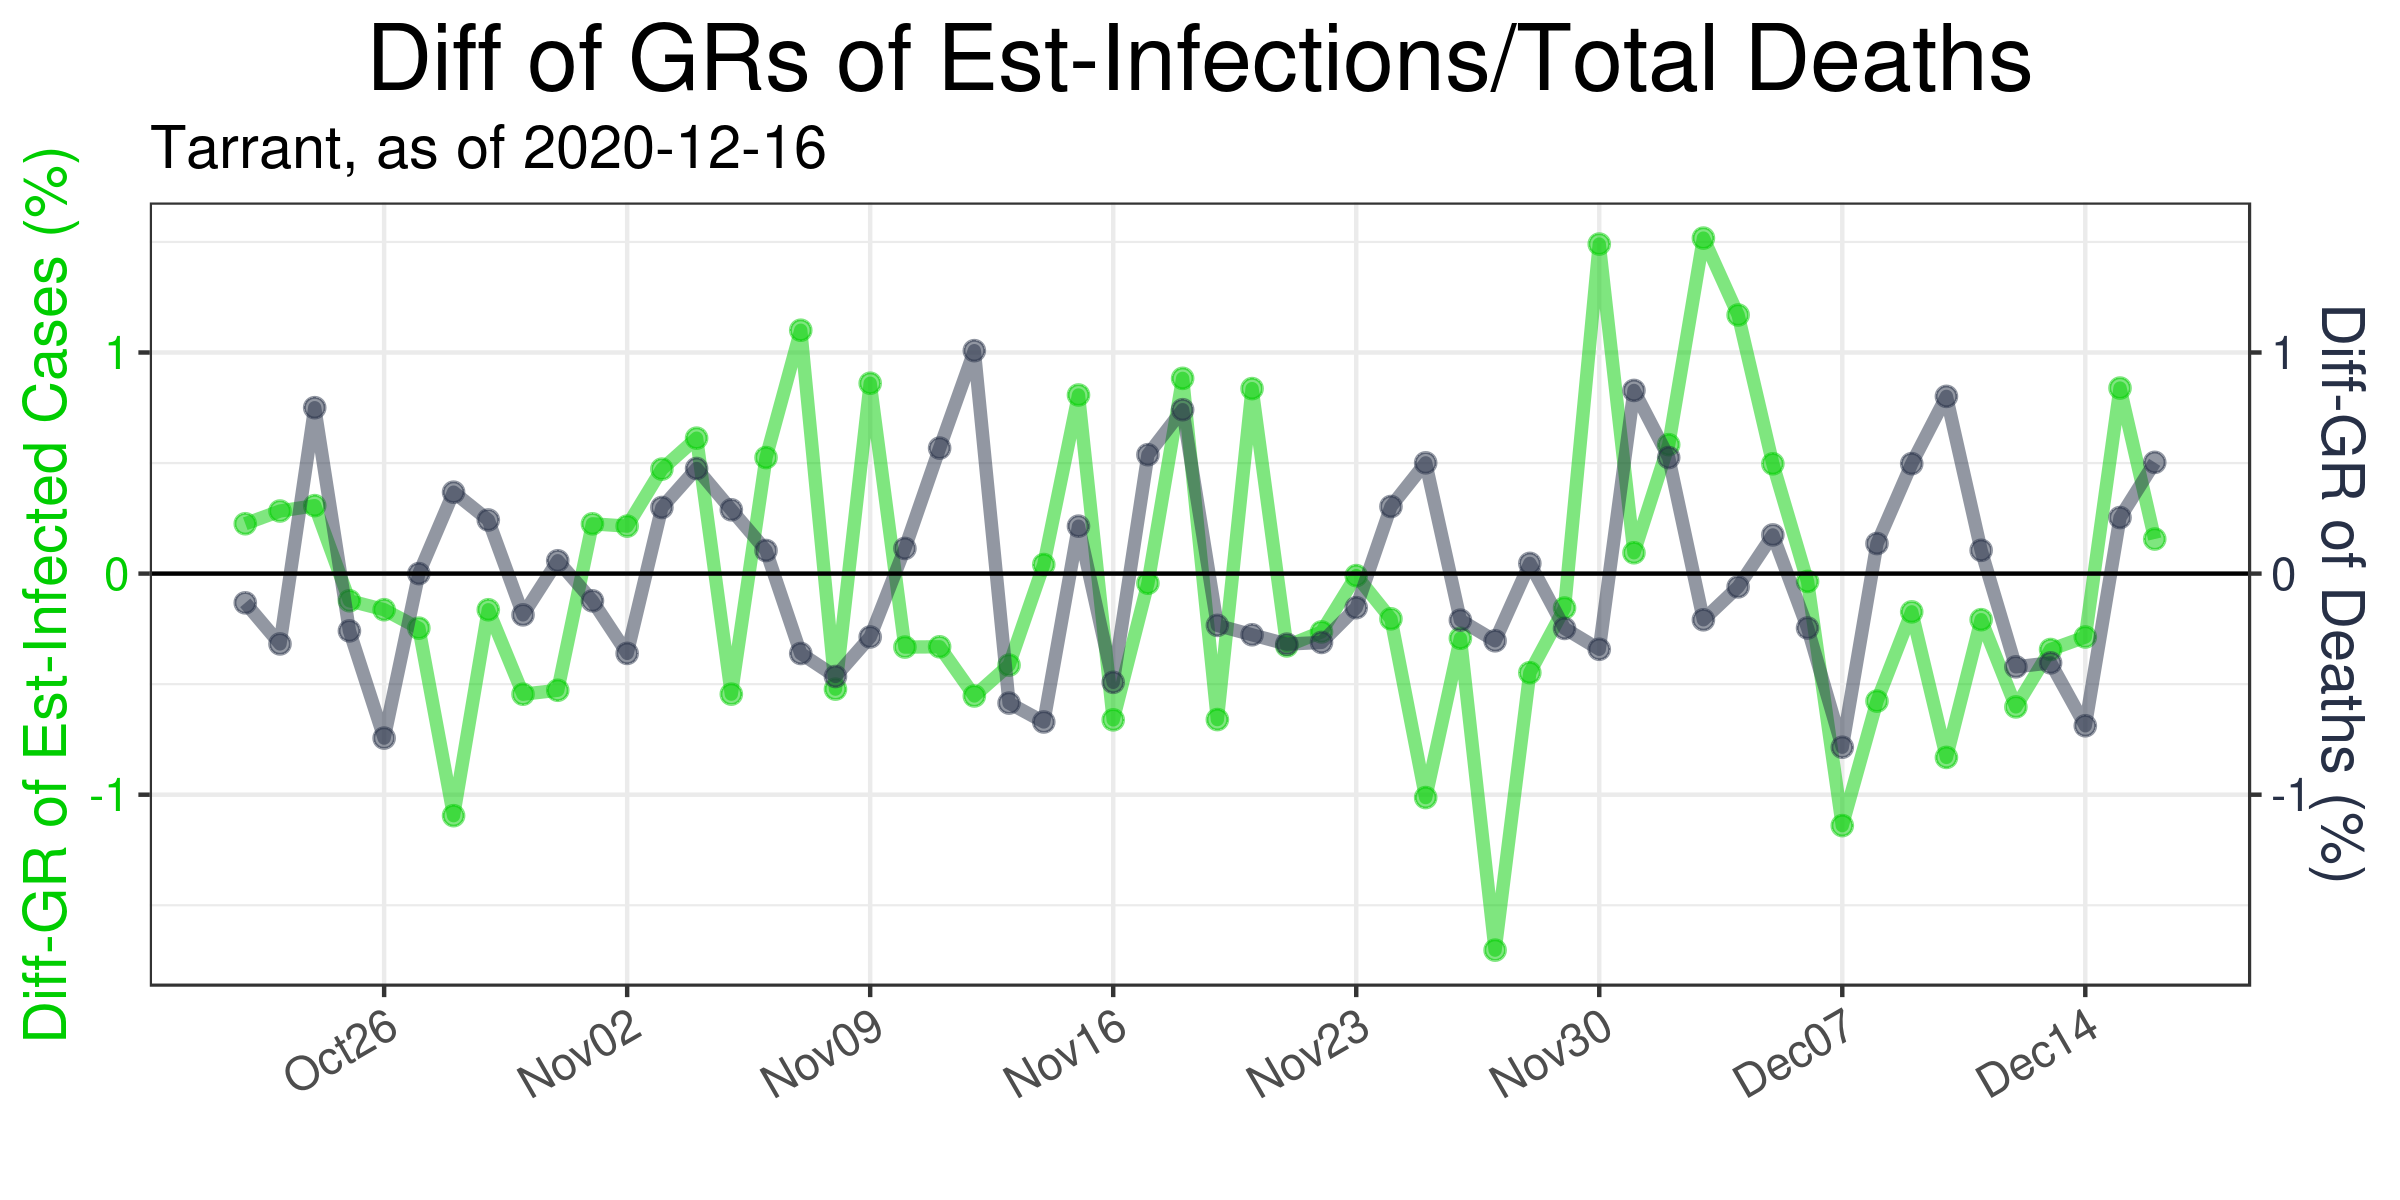 Diff of GRs of Est-Infections/Total Deaths
Tarrant, as of 2020-12-16
Diff-GR of Est-Infected Cases (%)
1
0
-1
1
0
-1
Diff-GR of Deaths (%)
Oct26
Nov02
Nov09
Nov16
Nov23
Nov30
Dec07
Dec14